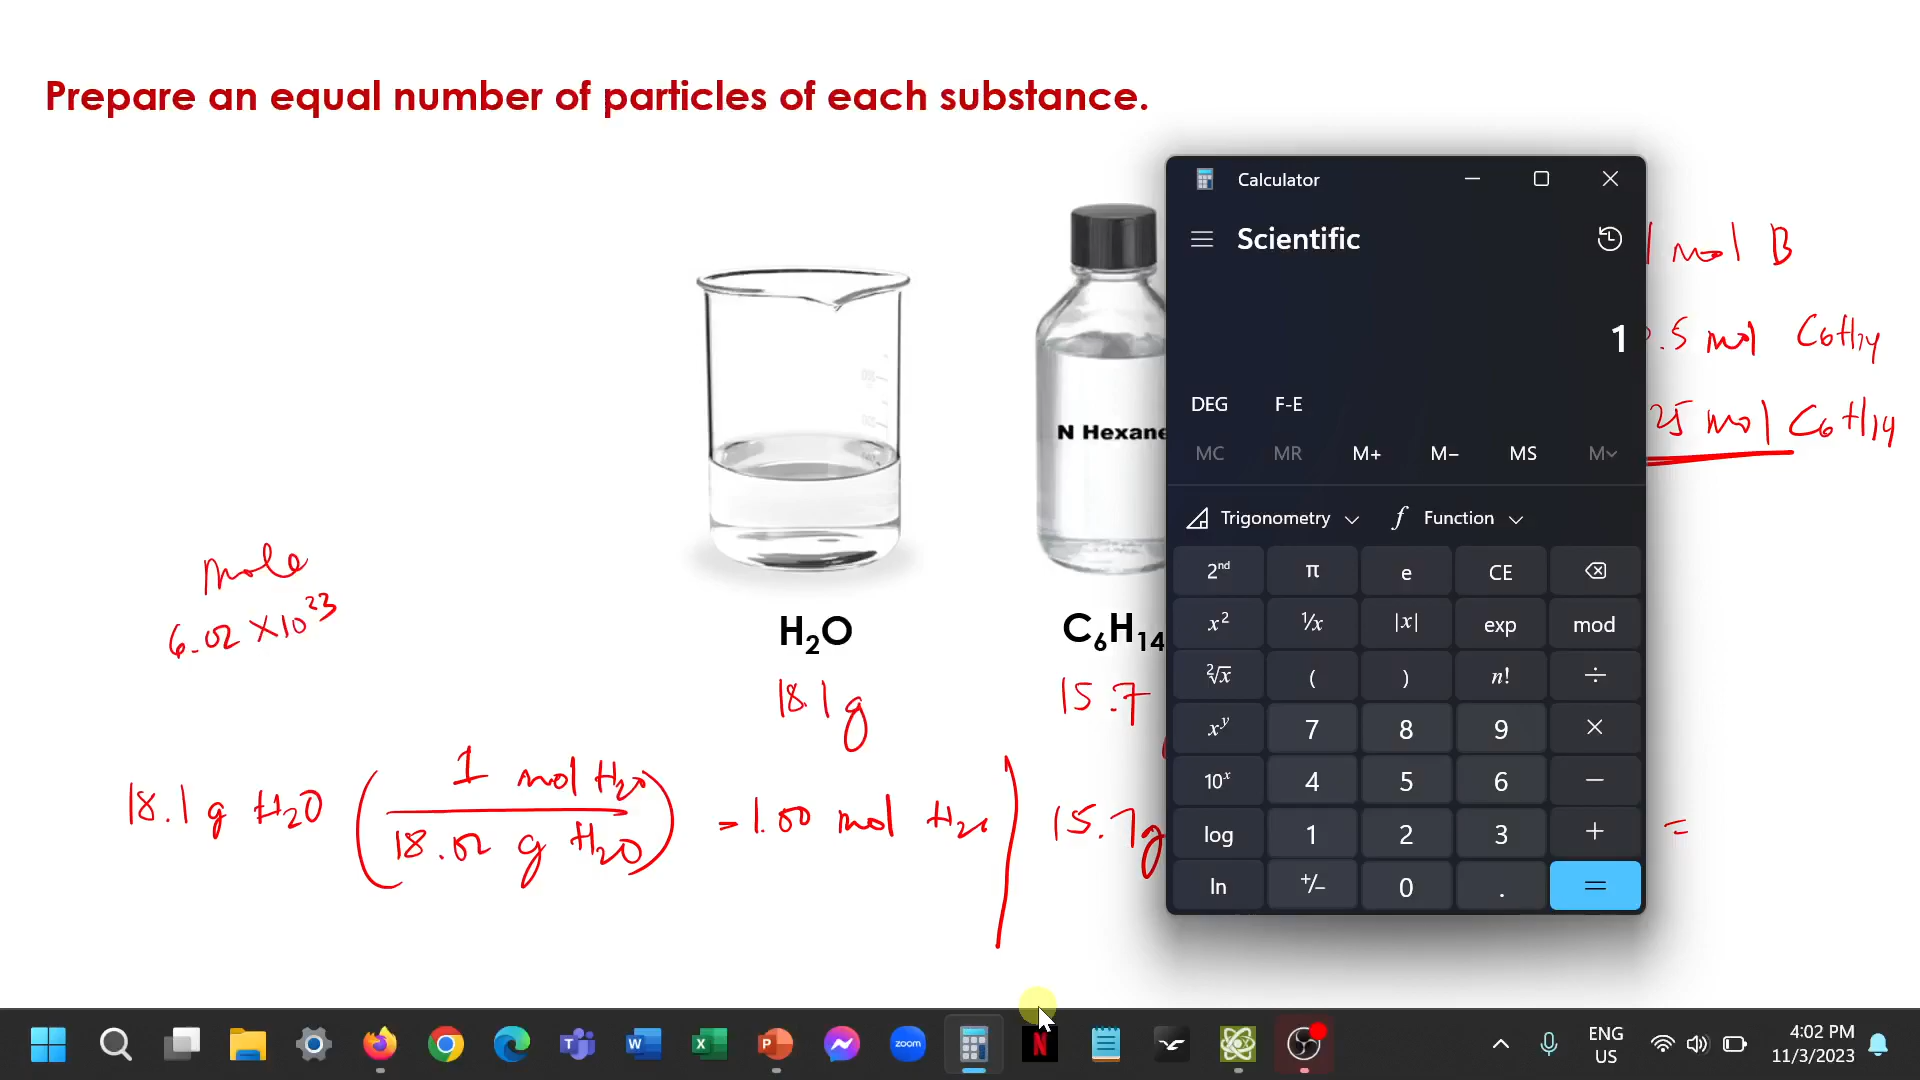 Prepare an equal number of particles of each substance.
Calculator
Scientific
1
DEG F-E
MC MR M+ M− MS M
Trigonometry f Function
2nd π e CE
x² ¹/x |x| exp mod
²√x ( ) n! ÷
xʸ 7 8 9 ×
10ˣ 4 5 6 −
log 1 2 3 +
ln +/− 0 . =
1 mol B
.5 mol C6H14
25 mol C6H14
N Hexane
mole
6.02 × 10²³
H₂O
C₆H₁₄
18.1 g
15.7
18.1 g H2O ( 1 mol H2O / 18.02 g H2O ) = 1.00 mol H2O
15.7g
=
zoom
ENG
US
4:02 PM
11/3/2023